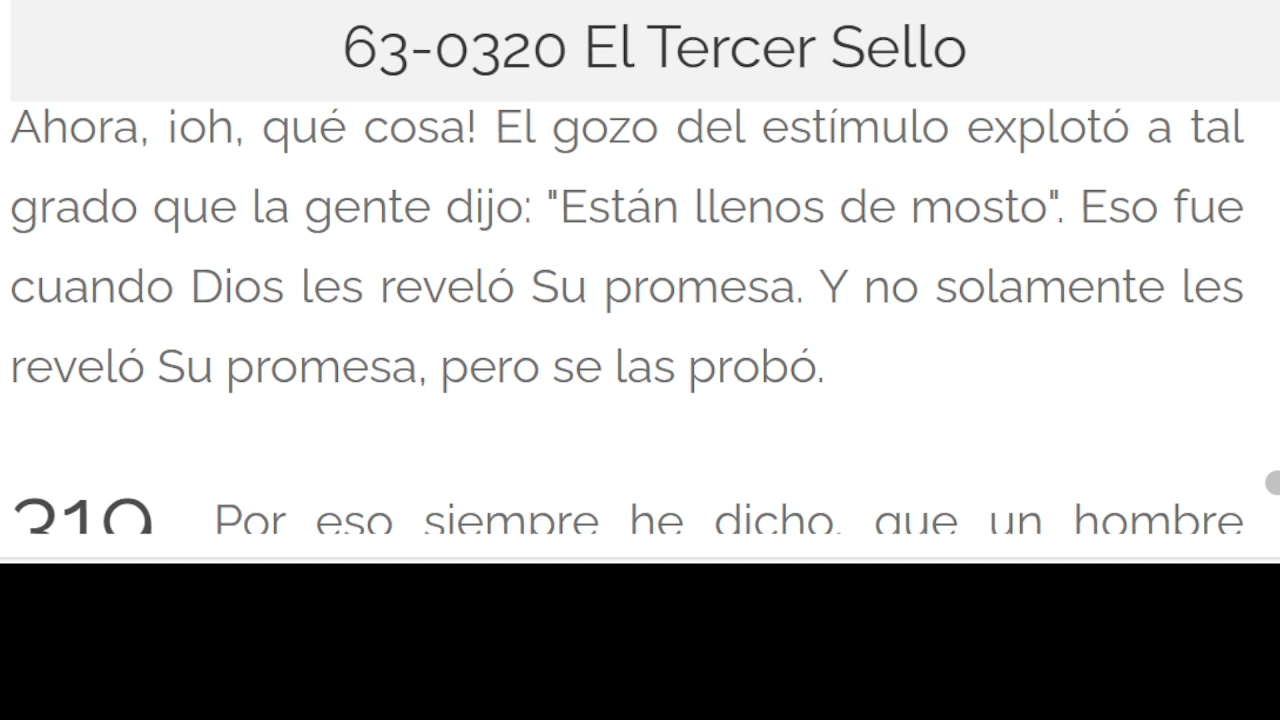 63-0320 El Tercer Sello
Ahora, ¡oh, qué cosa! El gozo del estímulo explotó a tal
grado que la gente dijo: "Están llenos de mosto". Eso fue
cuando Dios les reveló Su promesa. Y no solamente les
reveló Su promesa, pero se las probó.
319 Por eso siempre he dicho, que un hombre